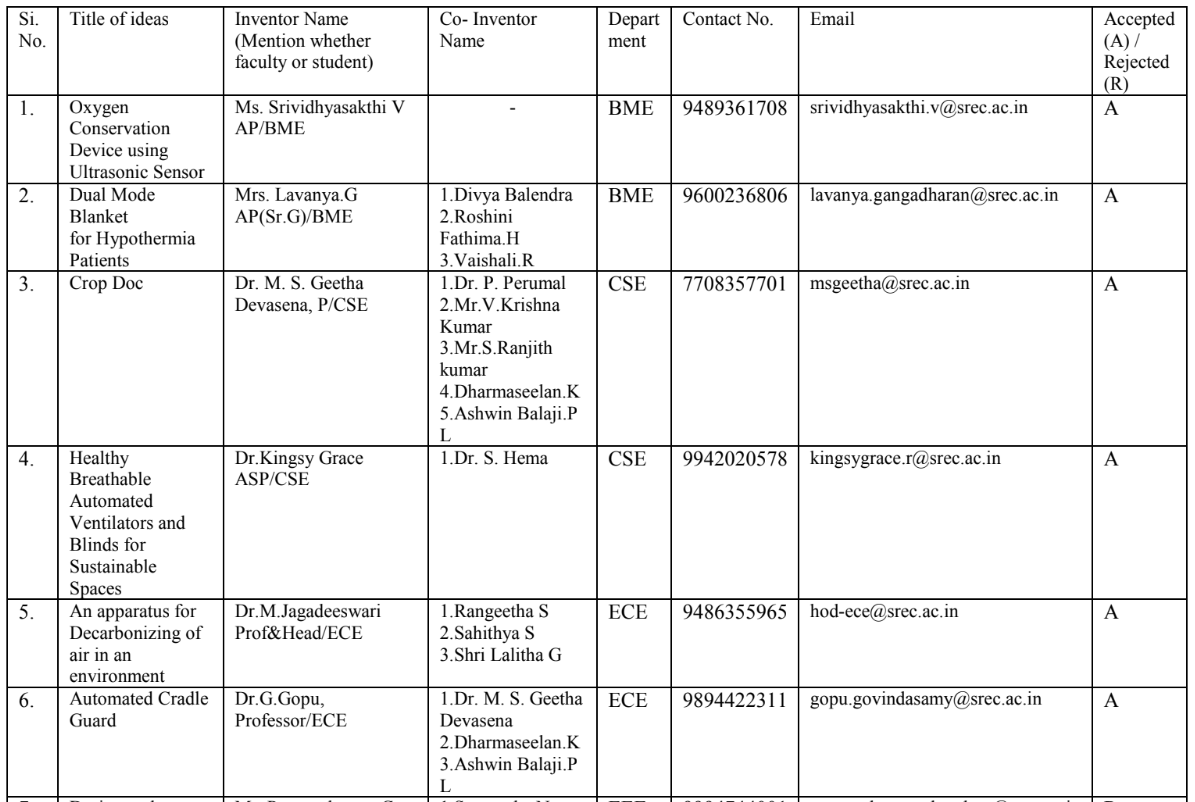 Si. No.
Title of ideas
Inventor Name
(Mention whether
faculty or student)
Co- Inventor
Name
Depart
ment
Contact No.
Email
Accepted
(A) /
Rejected
(R)
1.
Oxygen
Conservation
Device using
Ultrasonic Sensor
Ms. Srividhyasakthi V
AP/BME
-
BME
9489361708
srividhyasakthi.v@srec.ac.in
A
2.
Dual Mode
Blanket
for Hypothermia
Patients
Mrs. Lavanya.G
AP(Sr.G)/BME
1.Divya Balendra
2.Roshini
Fathima.H
3.Vaishali.R
BME
9600236806
lavanya.gangadharan@srec.ac.in
A
3.
Crop Doc
Dr. M. S. Geetha
Devasena, P/CSE
1.Dr. P. Perumal
2.Mr.V.Krishna
Kumar
3.Mr.S.Ranjith
kumar
4.Dharmaseelan.K
5.Ashwin Balaji.P
L
CSE
7708357701
msgeetha@srec.ac.in
A
4.
Healthy
Breathable
Automated
Ventilators and
Blinds for
Sustainable
Spaces
Dr.Kingsy Grace
ASP/CSE
1.Dr. S. Hema
CSE
9942020578
kingsygrace.r@srec.ac.in
A
5.
An apparatus for
Decarbonizing of
air in an
environment
Dr.M.Jagadeeswari
Prof&Head/ECE
1.Rangeetha S
2.Sahithya S
3.Shri Lalitha G
ECE
9486355965
hod-ece@srec.ac.in
A
6.
Automated Cradle
Guard
Dr.G.Gopu,
Professor/ECE
1.Dr. M. S. Geetha
Devasena
2.Dharmaseelan.K
3.Ashwin Balaji.P
L
ECE
9894422311
gopu.govindasamy@srec.ac.in
A